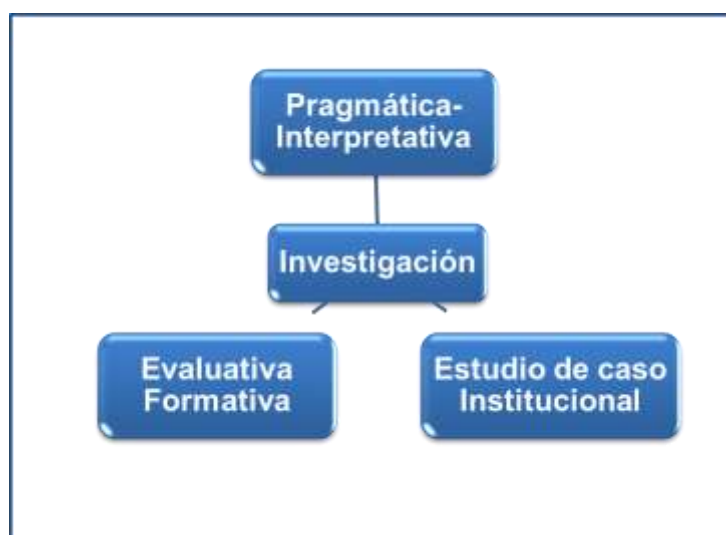 Pragmática-
Interpretativa
Investigación
Evaluativa
Formativa
Estudio de caso
Institucional